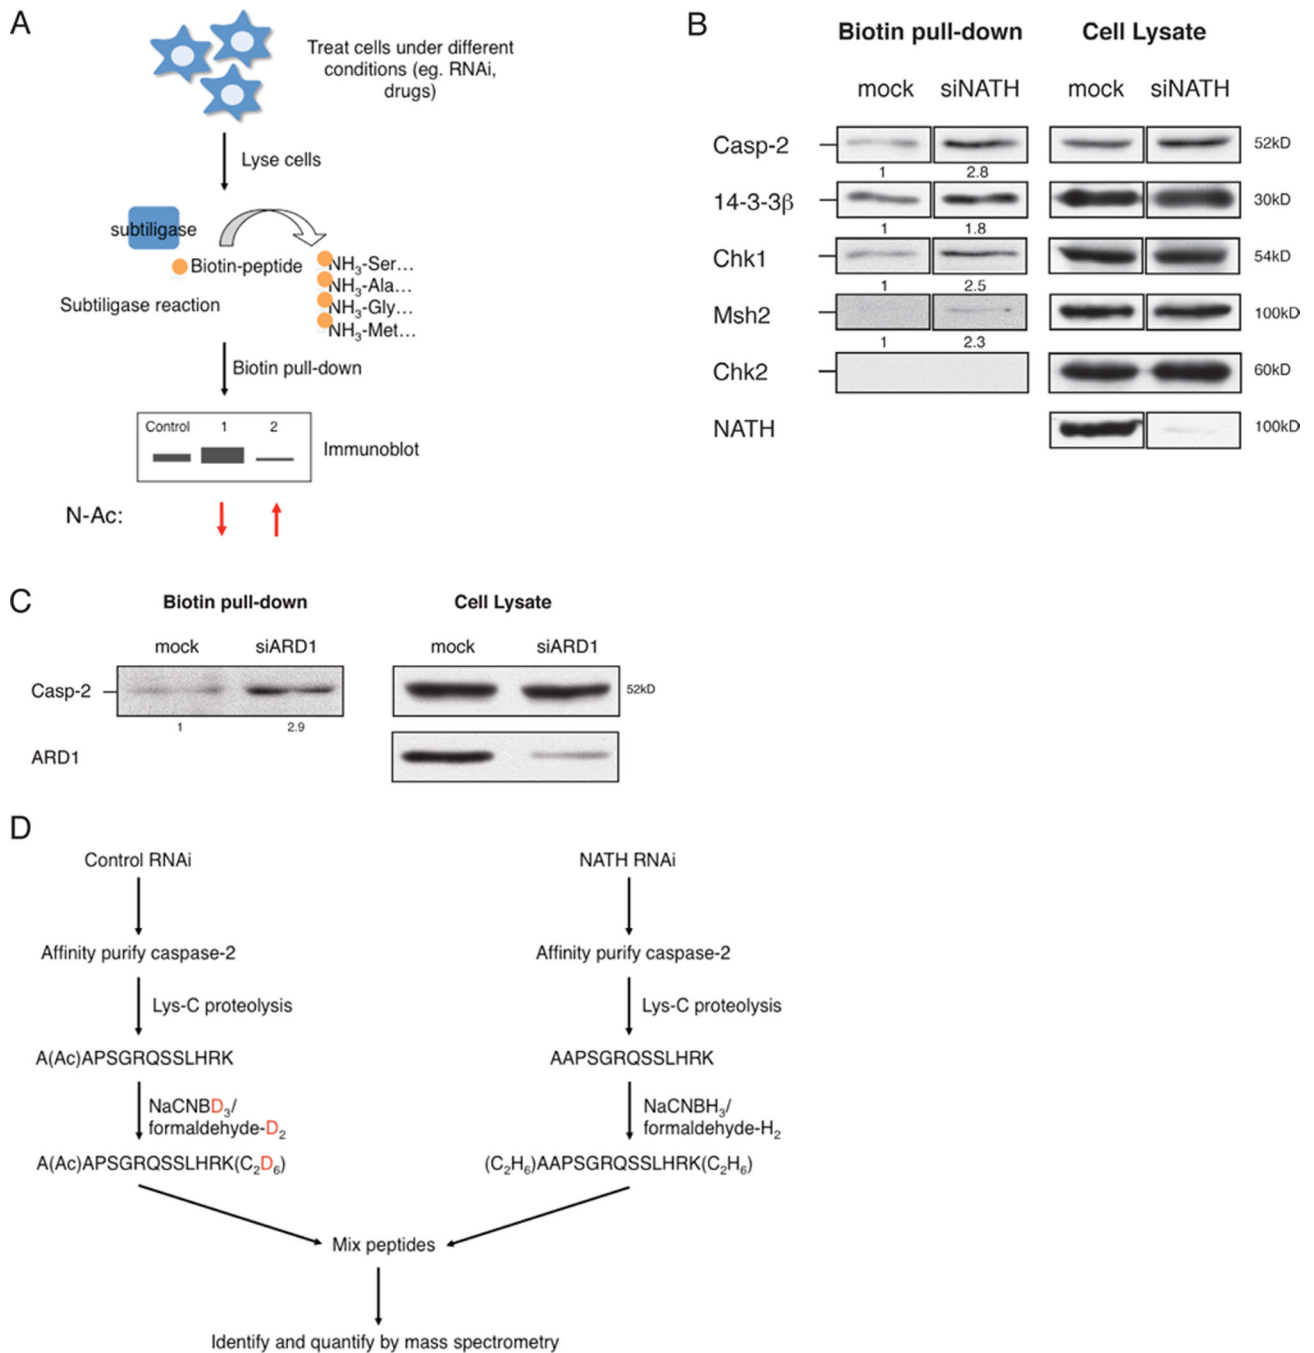 A
Treat cells under different
conditions (eg. RNAi,
drugs)
Lyse cells
subtiligase
Biotin-peptide
NH3-Ser...
NH3-Ala...
NH3-Gly...
NH3-Met...
Subtiligase reaction
Biotin pull-down
Control 1 2
Immunoblot
N-Ac:
B
Biotin pull-down Cell Lysate
mock siNATH mock siNATH
Casp-2 52kD
1 2.8
14-3-3β 30kD
1 1.8
Chk1 54kD
1 2.5
Msh2 100kD
1 2.3
Chk2 60kD
NATH 100kD
C
Biotin pull-down Cell Lysate
mock siARD1 mock siARD1
Casp-2 52kD
1 2.9
ARD1
D
Control RNAi NATH RNAi
Affinity purify caspase-2 Affinity purify caspase-2
Lys-C proteolysis Lys-C proteolysis
A(Ac)APSGRQSSLHRK AAPSGRQSSLHRK
NaCNBD3/ NaCNBH3/
formaldehyde-D2 formaldehyde-H2
A(Ac)APSGRQSSLHRK(C2D6) (C2H6)AAPSGRQSSLHRK(C2H6)
Mix peptides
Identify and quantify by mass spectrometry